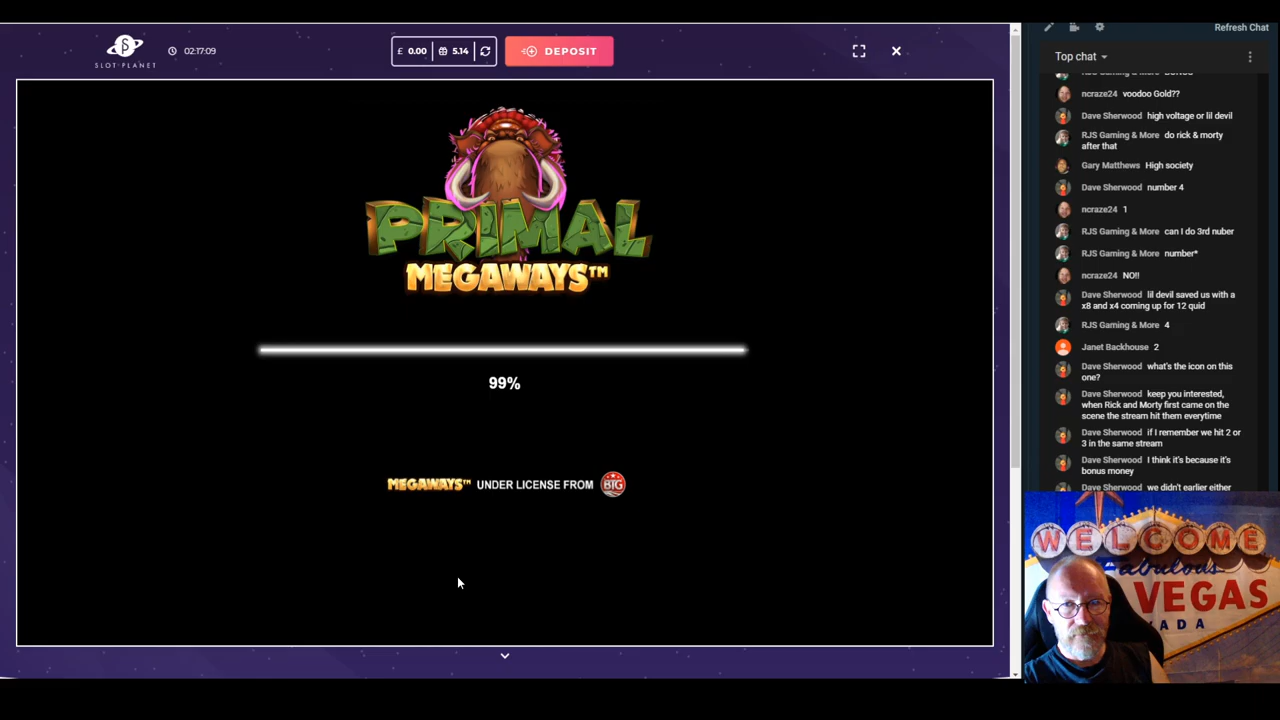 SLOT PLANET
02:17:09
£ 0.00 5.14
DEPOSIT
PRIMAL
MEGAWAYS™
99%
MEGAWAYS™ UNDER LICENSE FROM BIG
Refresh Chat
Top chat
RJS Gaming & More BONUS
ncraze24 voodoo Gold??
Dave Sherwood high voltage or lil devil
RJS Gaming & More do rick & morty
after that
Gary Matthews High society
Dave Sherwood number 4
ncraze24 1
RJS Gaming & More can I do 3rd nuber
RJS Gaming & More number*
ncraze24 NO!!
Dave Sherwood lil devil saved us with a
x8 and x4 coming up for 12 quid
RJS Gaming & More 4
Janet Backhouse 2
Dave Sherwood what's the icon on this
one?
Dave Sherwood keep you interested,
when Rick and Morty first came on the
scene the stream hit them everytime
Dave Sherwood if I remember we hit 2 or
3 in the same stream
Dave Sherwood I think it's because it's
bonus money
Dave Sherwood we didn't earlier either
WELCOME
Fabulous
VEGAS
ADA